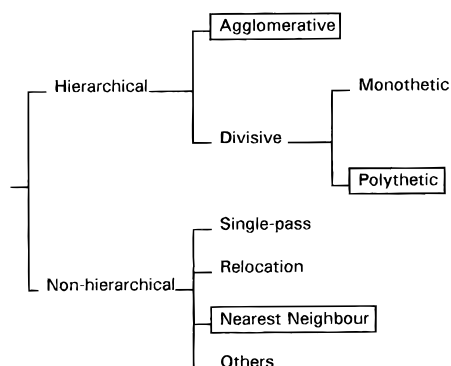 Agglomerative
Hierarchical
Monothetic
Divisive
Polythetic
Single-pass
Relocation
Non-hierarchical
Nearest Neighbour
Others